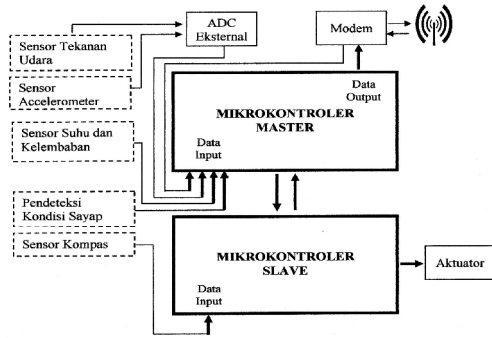 ADC
Eksternal
Modem
Sensor Tekanan
Udara
Sensor
Accelerometer
Sensor Suhu dan
Kelembaban
Pendeteksi
Kondisi Sayap
Sensor Kompas
Data
Output
MIKROKONTROLER
MASTER
Data
Input
MIKROKONTROLER
SLAVE
Data
Input
Aktuator